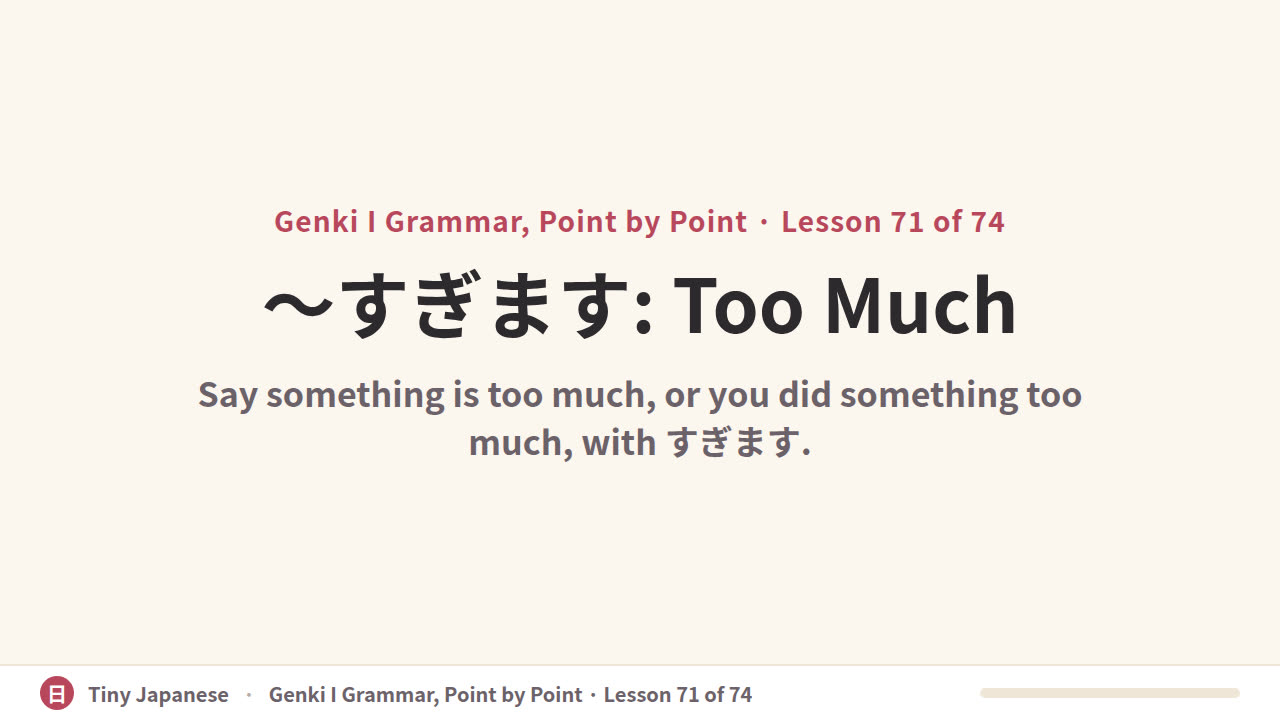 Genki I Grammar, Point by Point · Lesson 71 of 74
～すぎます: Too Much
Say something is too much, or you did something too
much, with すぎます.
日 Tiny Japanese · Genki I Grammar, Point by Point · Lesson 71 of 74